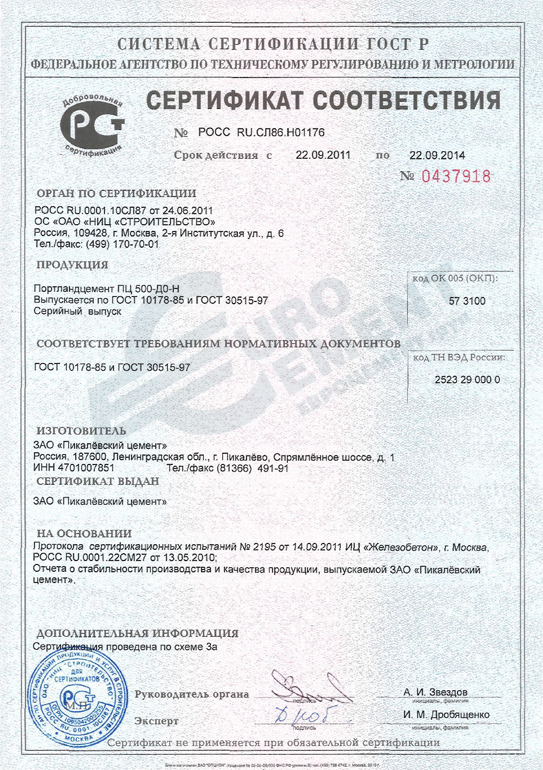 СИСТЕМА СЕРТИФИКАЦИИ ГОСТ Р
ФЕДЕРАЛЬНОЕ АГЕНТСТВО ПО ТЕХНИЧЕСКОМУ РЕГУЛИРОВАНИЮ И МЕТРОЛОГИИ
Добровольная
сертификация
СЕРТИФИКАТ СООТВЕТСТВИЯ
№ РОСС RU.СЛ86.Н01176
Срок действия с 22.09.2011 по 22.09.2014
№ 0437918
ОРГАН ПО СЕРТИФИКАЦИИ
РОСС RU.0001.10СЛ87 от 24.06.2011
ОС «ОАО «НИЦ «СТРОИТЕЛЬСТВО»
Россия, 109428, г. Москва, 2-я Институтская ул., д. 6
Тел./факс: (499) 170-70-01
ПРОДУКЦИЯ
Портландцемент ПЦ 500-Д0-Н
Выпускается по ГОСТ 10178-85 и ГОСТ 30515-97
Серийный выпуск
код ОК 005 (ОКП):
57 3100
СООТВЕТСТВУЕТ ТРЕБОВАНИЯМ НОРМАТИВНЫХ ДОКУМЕНТОВ
ГОСТ 10178-85 и ГОСТ 30515-97
код ТН ВЭД России:
2523 29 000 0
EURO
CEMENT
ИЗГОТОВИТЕЛЬ
ЗАО «Пикалёвский цемент»
Россия, 187600, Ленинградская обл., г. Пикалёво, Спрямлённое шоссе, д. 1
ИНН 4701007851 Тел./факс (81366) 491-91
СЕРТИФИКАТ ВЫДАН
ЗАО «Пикалёвский цемент»
НА ОСНОВАНИИ
Протокола сертификационных испытаний № 2195 от 14.09.2011 ИЦ «Железобетон», г. Москва,
РОСС RU.0001.22СМ27 от 13.05.2010;
Отчета о стабильности производства и качества продукции, выпускаемой ЗАО «Пикалёвский
цемент».
ДОПОЛНИТЕЛЬНАЯ ИНФОРМАЦИЯ
Сертификация проведена по схеме 3а
ДЛЯ
СЕРТИФИКАТОВ
М.П.
МОСКВА
Руководитель органа
подпись
А. И. Звездов
инициалы, фамилия
Эксперт
подпись
И. М. Дробященко
инициалы, фамилия
Сертификат не применяется при обязательной сертификации